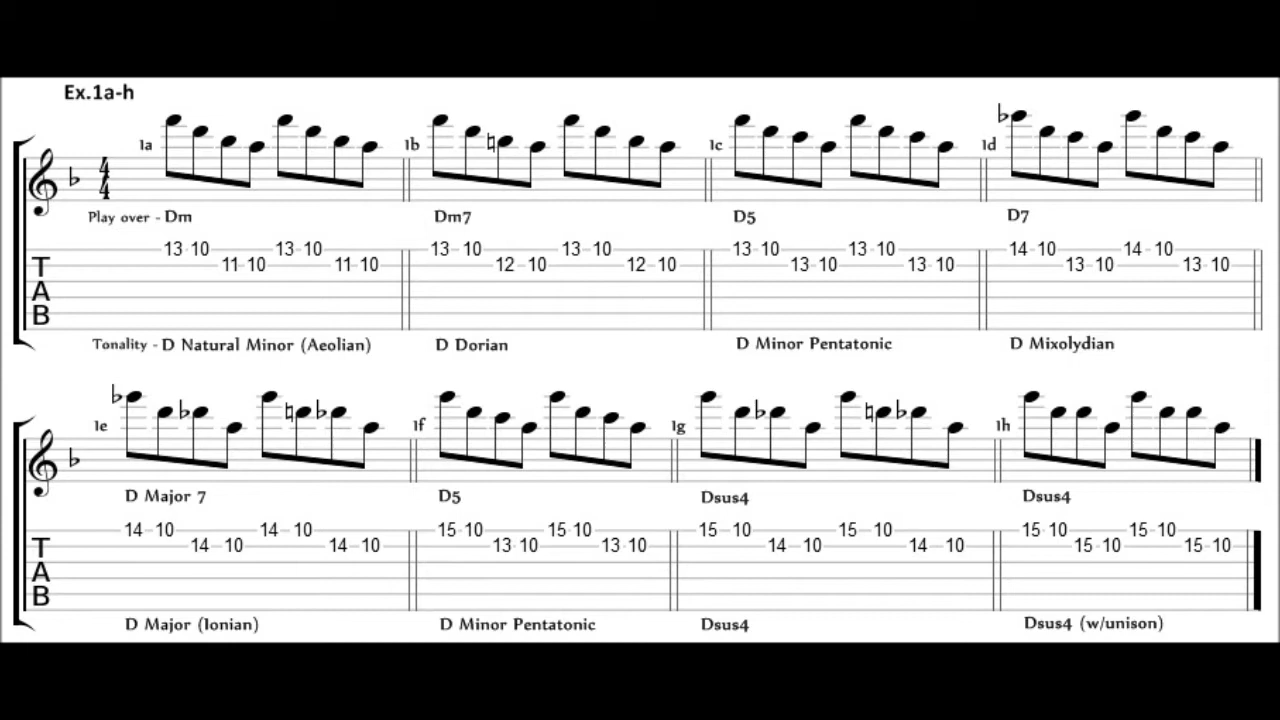 Ex.1a-h
1a 1b 1c 1d
4
4
Play over - Dm Dm7 D5 D7
13 10 13 10 13 10 13 10 13 10 13 10 14 10 14 10
T 11 10 11 10 12 10 12 10 13 10 13 10 13 10 13 10
A
B
Tonality - D Natural Minor (Aeolian) D Dorian D Minor Pentatonic D Mixolydian
1e 1f 1g 1h
D Major 7 D5 Dsus4 Dsus4
14 10 14 10 15 10 15 10 15 10 15 10 15 10 15 10
T 14 10 14 10 13 10 13 10 14 10 14 10 15 10 15 10
A
B
D Major (Ionian) D Minor Pentatonic Dsus4 Dsus4 (w/unison)